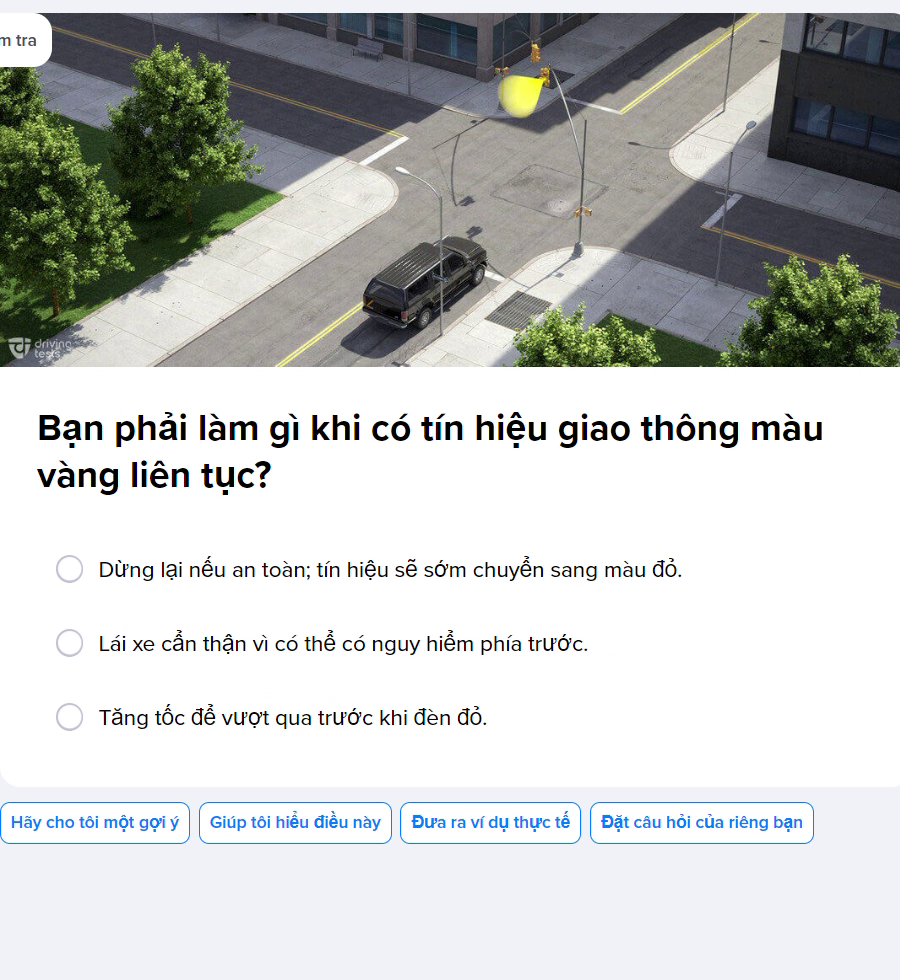 m tra
driving
tests
Bạn phải làm gì khi có tín hiệu giao thông màu
vàng liên tục?
Dừng lại nếu an toàn; tín hiệu sẽ sớm chuyển sang màu đỏ.
Lái xe cẩn thận vì có thể có nguy hiểm phía trước.
Tăng tốc để vượt qua trước khi đèn đỏ.
Hãy cho tôi một gợi ý Giúp tôi hiểu điều này Đưa ra ví dụ thực tế Đặt câu hỏi của riêng bạn